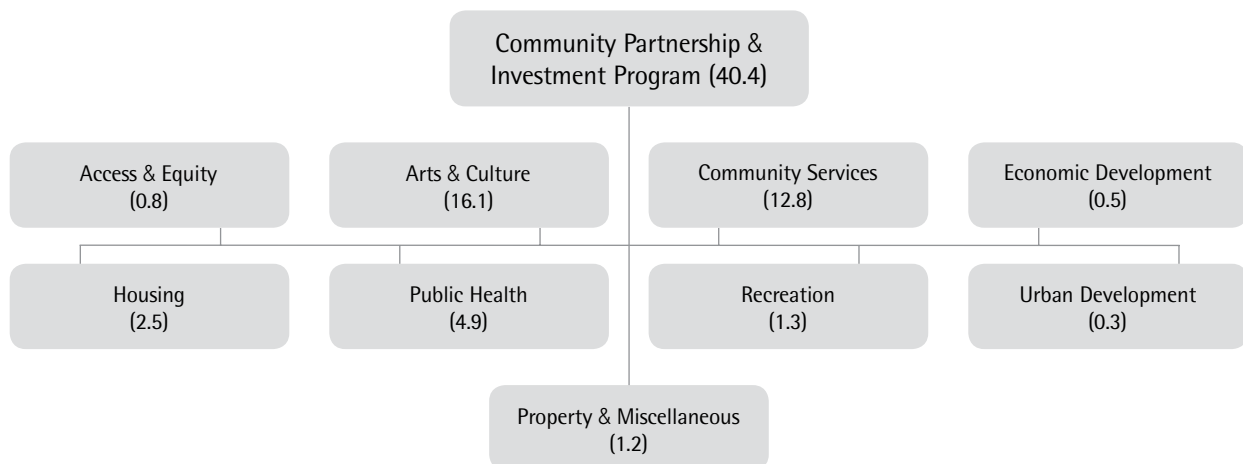 Community Partnership &
Investment Program (40.4)
Access & Equity
(0.8)
Arts & Culture
(16.1)
Community Services
(12.8)
Economic Development
(0.5)
Housing
(2.5)
Public Health
(4.9)
Recreation
(1.3)
Urban Development
(0.3)
Property & Miscellaneous
(1.2)